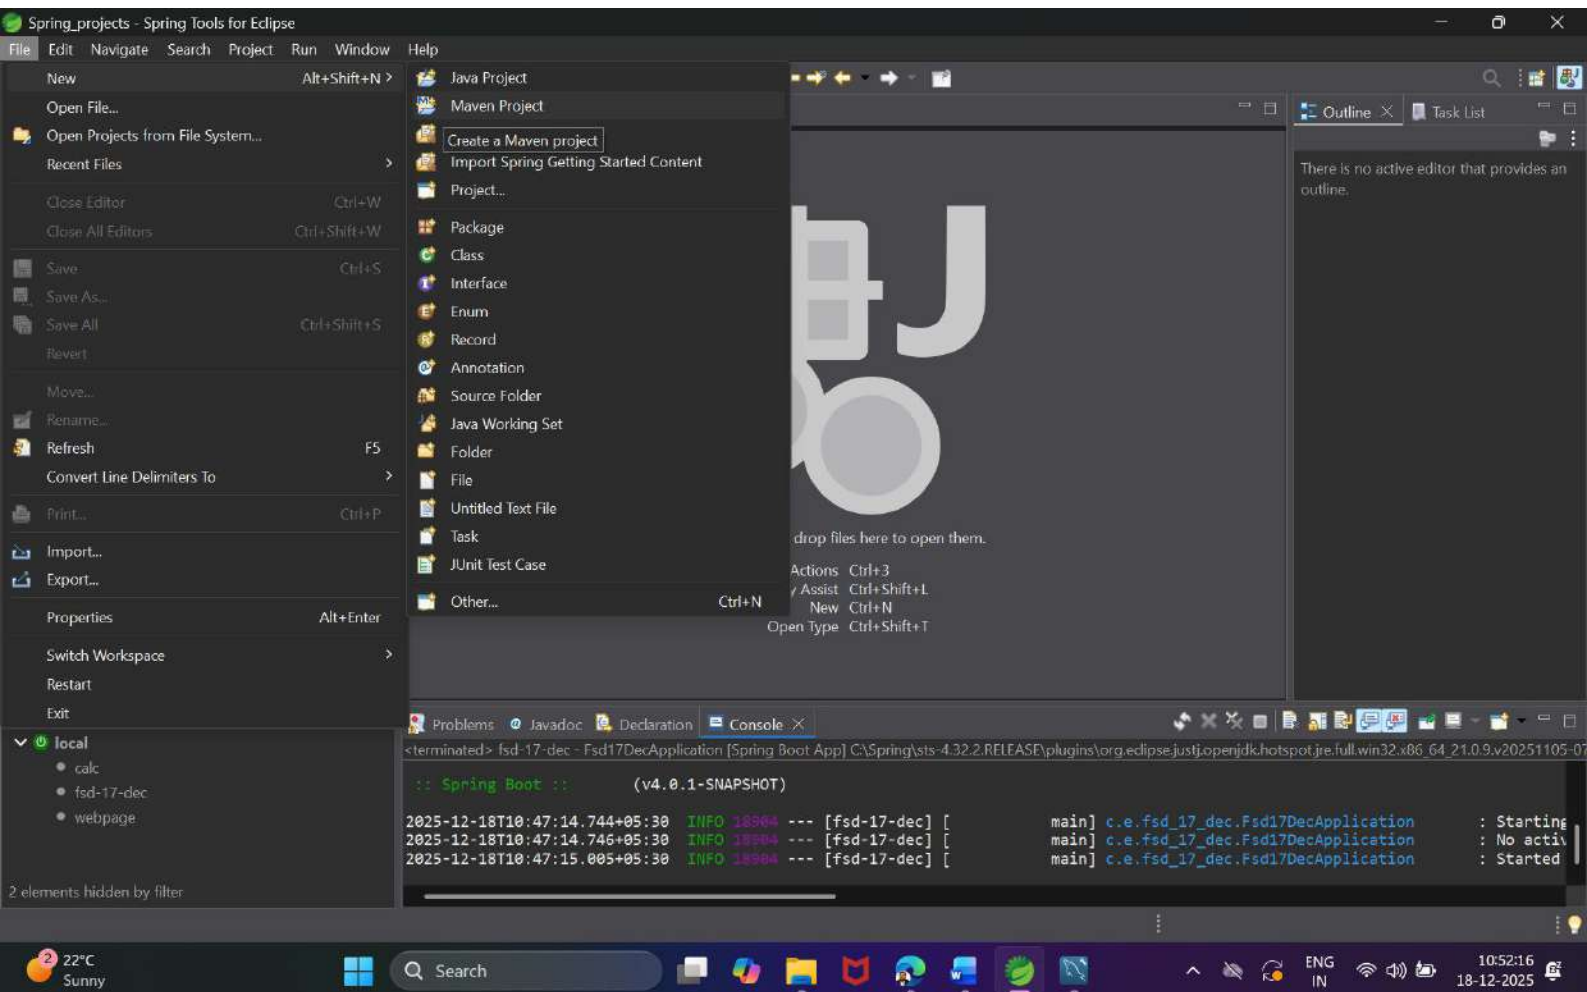 Spring_projects - Spring Tools for Eclipse
File Edit Navigate Search Project Run Window Help
New Alt+Shift+N >
Open File...
Open Projects from File System...
Recent Files >
Close Editor Ctrl+W
Close All Editors Ctrl+Shift+W
Save Ctrl+S
Save As...
Save All Ctrl+Shift+S
Revert
Move...
Rename...
Refresh F5
Convert Line Delimiters To >
Print... Ctrl+P
Import...
Export...
Properties Alt+Enter
Switch Workspace >
Restart
Exit
Java Project
Maven Project
Create a Maven project
Import Spring Getting Started Content
Project...
Package
Class
Interface
Enum
Record
Annotation
Source Folder
Java Working Set
Folder
File
Untitled Text File
Task
JUnit Test Case
Other... Ctrl+N
drop files here to open them.
Actions Ctrl+3
y Assist Ctrl+Shift+L
New Ctrl+N
Open Type Ctrl+Shift+T
Outline Task List
There is no active editor that provides an
outline.
local
calc
fsd-17-dec
webpage
2 elements hidden by filter
Problems Javadoc Declaration Console
<terminated> fsd-17-dec - Fsd17DecApplication [Spring Boot App] C:\Spring\sts-4.32.2.RELEASE\plugins\org.eclipse.justj.openjdk.hotspot.jre.full.win32.x86_64_21.0.9.v20251105-07
:: Spring Boot :: (v4.0.1-SNAPSHOT)
2025-12-18T10:47:14.744+05:30 INFO 18904 --- [fsd-17-dec] [ main] c.e.fsd_17_dec.Fsd17DecApplication : Starting
2025-12-18T10:47:14.746+05:30 INFO 18904 --- [fsd-17-dec] [ main] c.e.fsd_17_dec.Fsd17DecApplication : No activ
2025-12-18T10:47:15.005+05:30 INFO 18904 --- [fsd-17-dec] [ main] c.e.fsd_17_dec.Fsd17DecApplication : Started
2 22°C
Sunny
Search
ENG
IN
10:52:16
18-12-2025